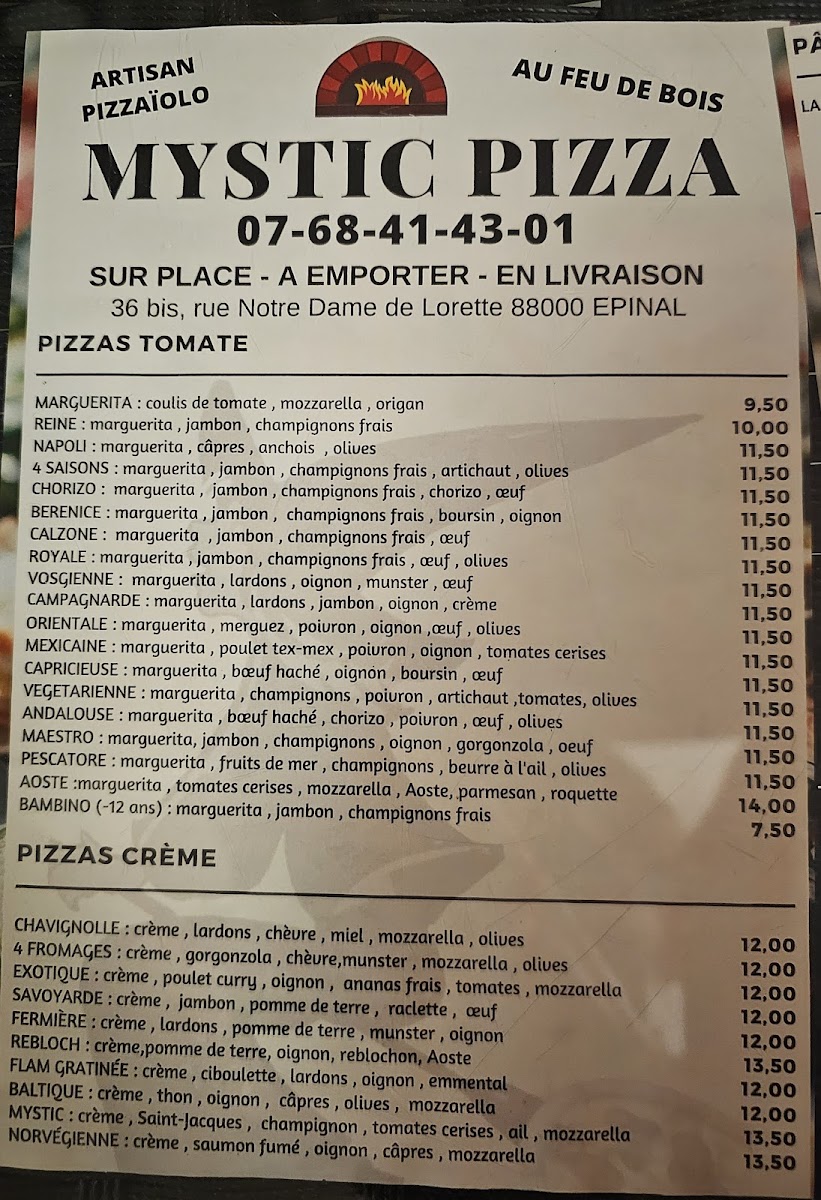 ARTISAN
PIZZAÏOLO
AU FEU DE BOIS
MYSTIC PIZZA
07-68-41-43-01
SUR PLACE - A EMPORTER - EN LIVRAISON
36 bis, rue Notre Dame de Lorette 88000 EPINAL
PIZZAS TOMATE
MARGUERITA : coulis de tomate , mozzarella , origan 9,50
REINE : marguerita , jambon , champignons frais 10,00
NAPOLI : marguerita , câpres , anchois , olives 11,50
4 SAISONS : marguerita , jambon , champignons frais , artichaut , olives 11,50
CHORIZO : marguerita , jambon , champignons frais , chorizo , œuf 11,50
BERENICE : marguerita , jambon , champignons frais , boursin , oignon 11,50
CALZONE : marguerita , jambon , champignons frais , œuf 11,50
ROYALE : marguerita , jambon , champignons frais , œuf , olives 11,50
VOSGIENNE : marguerita , lardons , oignon , munster , œuf 11,50
CAMPAGNARDE : marguerita , lardons , jambon , oignon , crème 11,50
ORIENTALE : marguerita , merguez , poivron , oignon ,œuf , olives 11,50
MEXICAINE : marguerita , poulet tex-mex , poivron , oignon , tomates cerises 11,50
CAPRICIEUSE : marguerita , bœuf haché , oignon , boursin , œuf 11,50
VEGETARIENNE : marguerita , champignons , poivron , artichaut ,tomates, olives 11,50
ANDALOUSE : marguerita , bœuf haché , chorizo , poivron , œuf , olives 11,50
MAESTRO : marguerita, jambon , champignons , oignon , gorgonzola , oeuf 11,50
PESCATORE : marguerita , fruits de mer , champignons , beurre à l'ail , olives 11,50
AOSTE :marguerita , tomates cerises , mozzarella , Aoste, parmesan , roquette 14,00
BAMBINO (-12 ans) : marguerita , jambon , champignons frais 7,50
PIZZAS CRÈME
CHAVIGNOLLE : crème , lardons , chèvre , miel , mozzarella , olives 12,00
4 FROMAGES : crème , gorgonzola , chèvre,munster , mozzarella , olives 12,00
EXOTIQUE : crème , poulet curry , oignon , ananas frais , tomates , mozzarella 12,00
SAVOYARDE : crème , jambon , pomme de terre , raclette , œuf 12,00
FERMIÈRE : crème , lardons , pomme de terre , munster , oignon 12,00
REBLOCH : crème,pomme de terre, oignon, reblochon, Aoste 13,50
FLAM GRATINÉE : crème , ciboulette , lardons , oignon , emmental 12,00
BALTIQUE : crème , thon , oignon , câpres , olives , mozzarella 12,00
MYSTIC : crème , Saint-Jacques , champignon , tomates cerises , ail , mozzarella 13,50
NORVÉGIENNE : crème , saumon fumé , oignon , câpres , mozzarella 13,50
PÂ
LA